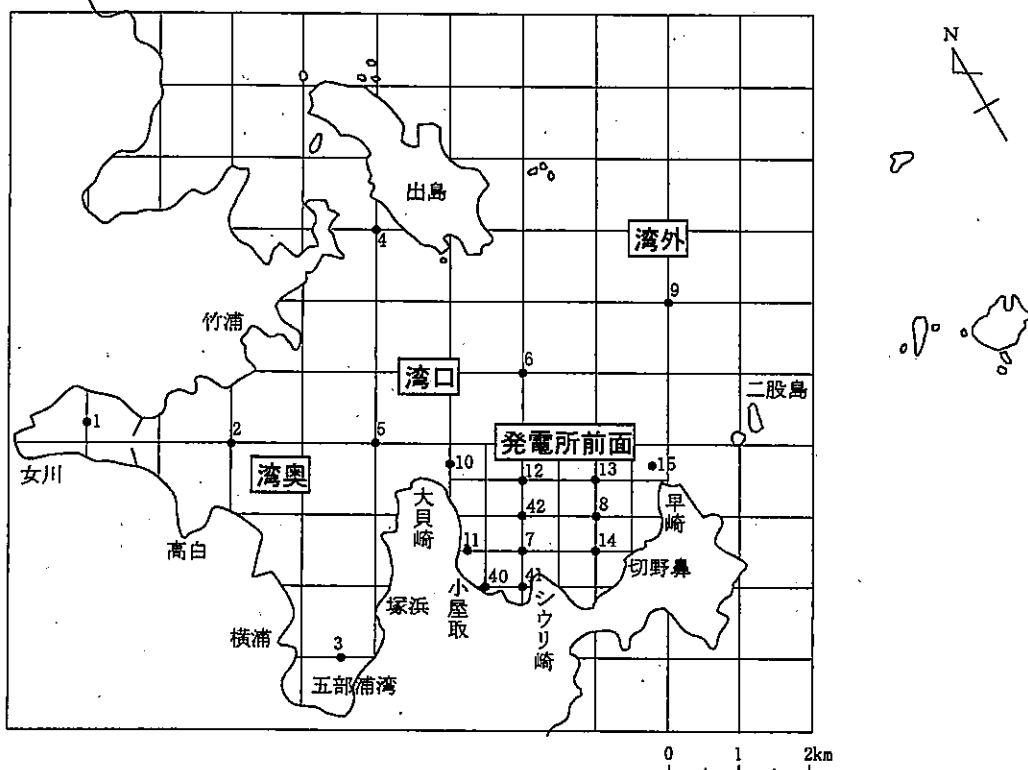 N
出島
4
湾外
9
竹浦
6
湾口
二股島
1
2
5
発電所前面
女川
湾奥
10
12
13
15
大貝崎
42
8
早崎
高白
11
7
14
切野鼻
40
41
小屋取
シウリ崎
塚浜
横浦
3
五部浦湾
0 1 2km